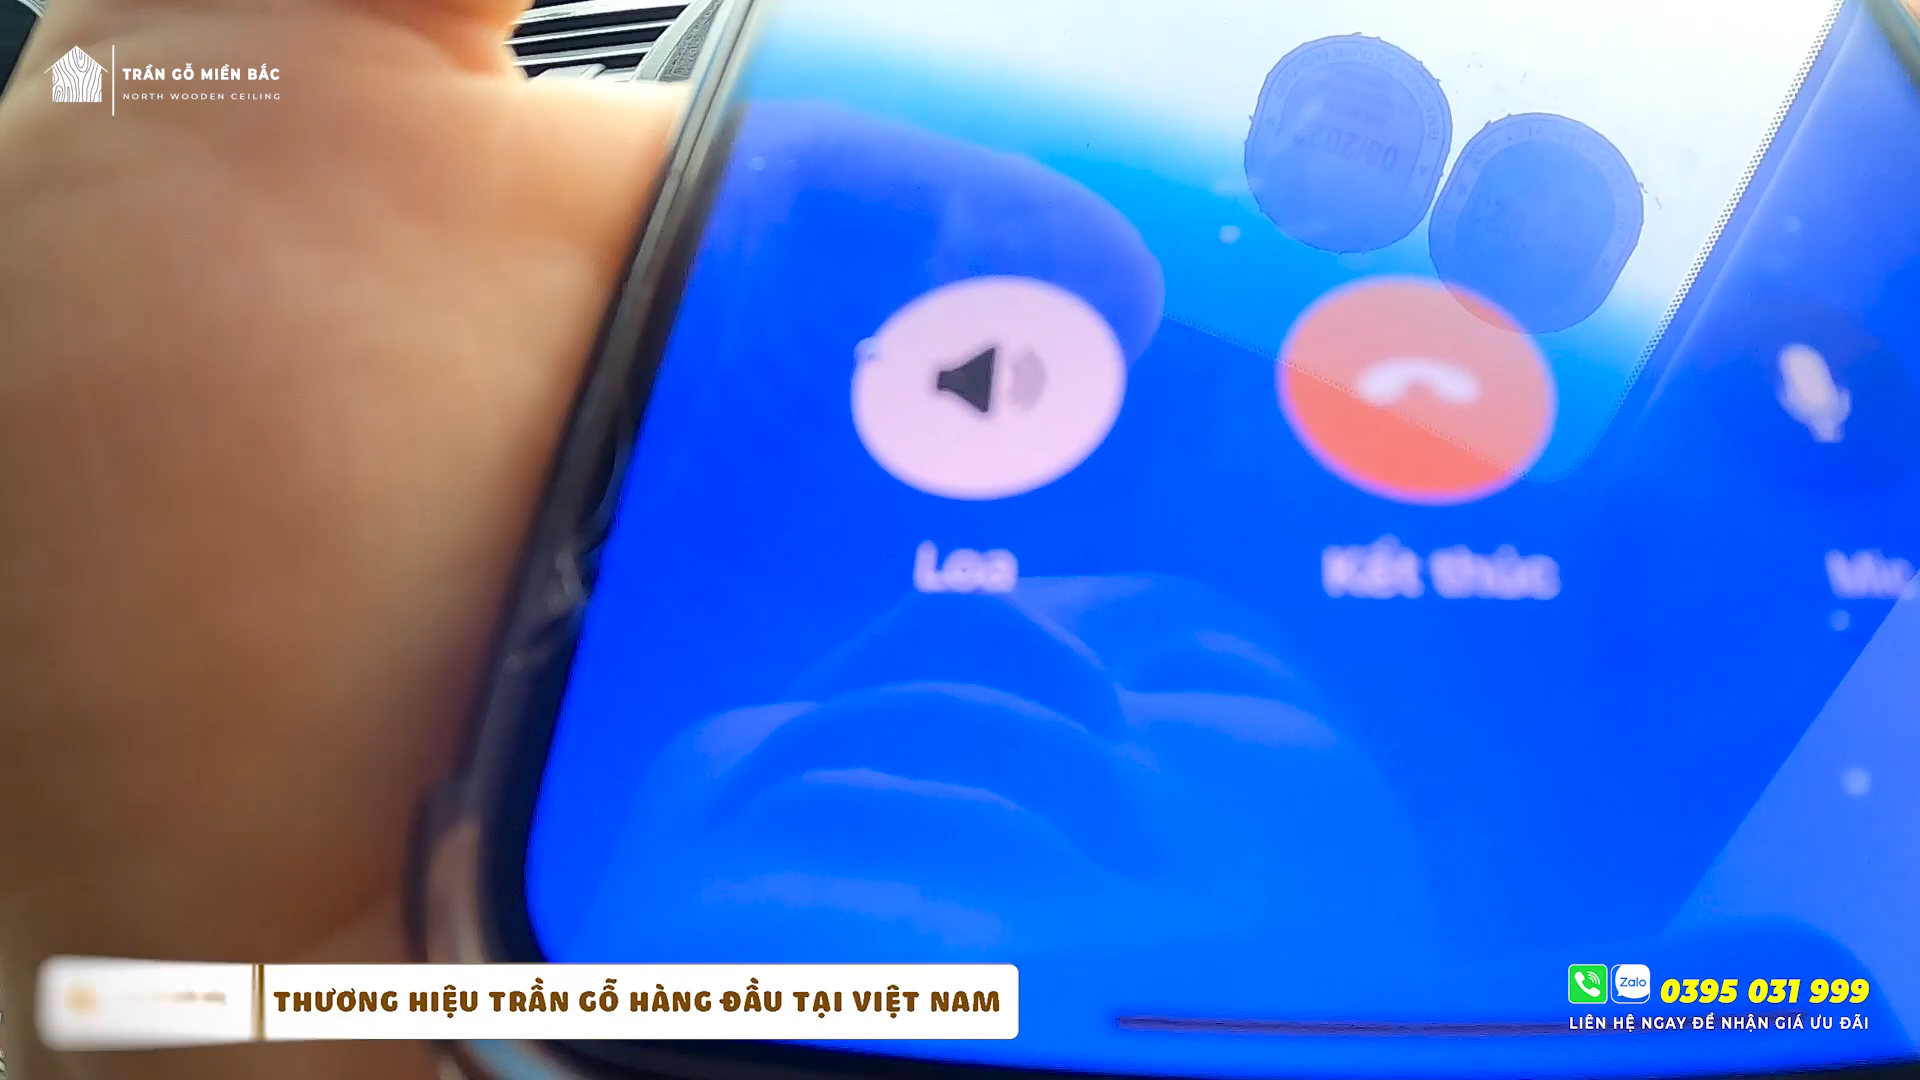 TRẦN GỖ MIỀN BẮC
NORTH WOODEN CEILING
Loa
Kết thúc
Mic
THƯƠNG HIỆU TRẦN GỖ HÀNG ĐẦU TẠI VIỆT NAM
Zalo
0395 031 999
LIÊN HỆ NGAY ĐỂ NHẬN GIÁ ƯU ĐÃI